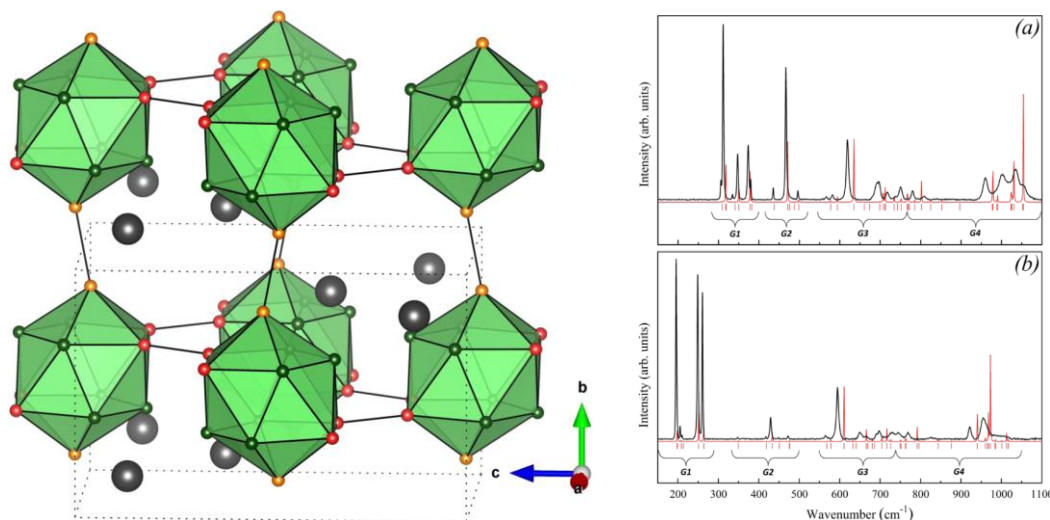 b
c
a
(a)
Intensity (arb. units)
G1
G2
G3
G4
(b)
Intensity (arb. units)
G1
G2
G3
G4
200 300 400 500 600 700 800 900 1000 1100
Wavenumber (cm⁻¹)